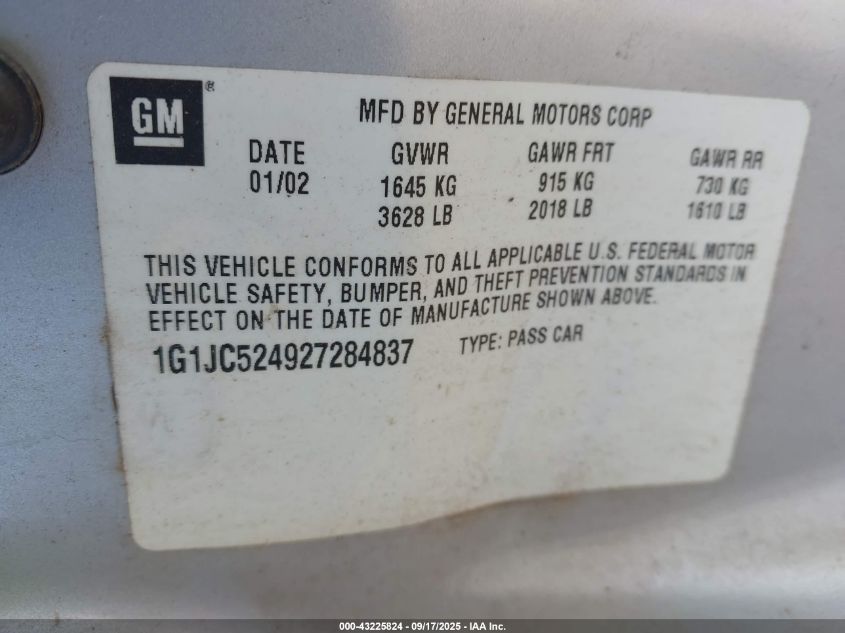 GM®
MFD BY GENERAL MOTORS CORP
DATE GVWR GAWR FRT GAWR RR
01/02 1645 KG 915 KG 730 KG
3628 LB 2018 LB 1610 LB
THIS VEHICLE CONFORMS TO ALL APPLICABLE U.S. FEDERAL MOTOR
VEHICLE SAFETY, BUMPER, AND THEFT PREVENTION STANDARDS IN
EFFECT ON THE DATE OF MANUFACTURE SHOWN ABOVE.
1G1JC524927284837 TYPE: PASS CAR
000-43225824 - 09/17/2025 - IAA Inc.